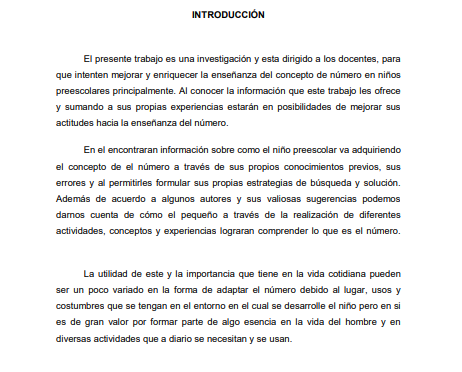 INTRODUCCIÓN
El presente trabajo es una investigación y esta dirigido a los docentes, para
que intenten mejorar y enriquecer la enseñanza del concepto de número en niños
preescolares principalmente. Al conocer la información que este trabajo les ofrece
y sumando a sus propias experiencias estarán en posibilidades de mejorar sus
actitudes hacia la enseñanza del número.
En el encontraran información sobre como el niño preescolar va adquiriendo
el concepto de el número a través de sus propios conocimientos previos, sus
errores y al permitirles formular sus propias estrategias de búsqueda y solución.
Además de acuerdo a algunos autores y sus valiosas sugerencias podemos
darnos cuenta de cómo el pequeño a través de la realización de diferentes
actividades, conceptos y experiencias lograran comprender lo que es el número.
La utilidad de este y la importancia que tiene en la vida cotidiana pueden
ser un poco variado en la forma de adaptar el número debido al lugar, usos y
costumbres que se tengan en el entorno en el cual se desarrolle el niño pero en si
es de gran valor por formar parte de algo esencia en la vida del hombre y en
diversas actividades que a diario se necesitan y se usan.